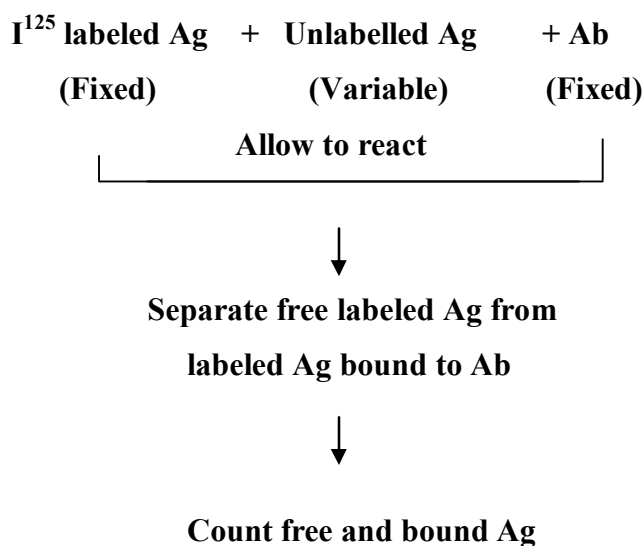 I¹²⁵ labeled Ag + Unlabelled Ag + Ab
(Fixed) (Variable) (Fixed)
Allow to react
Separate free labeled Ag from
labeled Ag bound to Ab
Count free and bound Ag